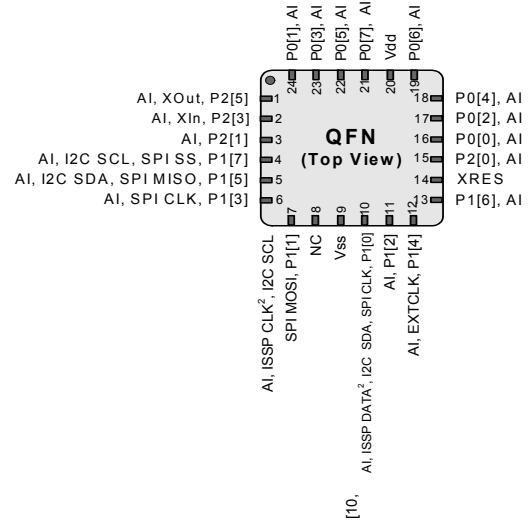 P0[1], AI
P0[3], AI
P0[5], AI
P0[7], AI
Vdd
P0[6], AI
24
23
22
21
20
19
AI, XOut, P2[5]
1
AI, XIn, P2[3]
2
AI, P2[1]
3
AI, I2C SCL, SPI SS, P1[7]
4
AI, I2C SDA, SPI MISO, P1[5]
5
AI, SPI CLK, P1[3]
6
QFN
(Top View)
18
P0[4], AI
17
P0[2], AI
16
P0[0], AI
15
P2[0], AI
14
XRES
13
P1[6], AI
7
8
9
10
11
12
AI, ISSP CLK², I2C SCL
SPI MOSI, P1[1]
NC
Vss
AI, ISSP DATA², I2C SDA, SPI CLK, P1[0]
AI, P1[2]
AI, EXTCLK, P1[4]
[10,